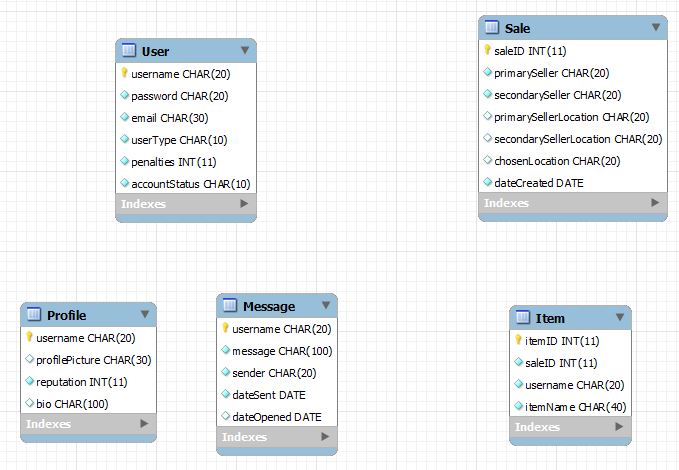 User
username CHAR(20)
password CHAR(20)
email CHAR(30)
userType CHAR(10)
penalties INT(11)
accountStatus CHAR(10)
Indexes
Sale
saleID INT(11)
primarySeller CHAR(20)
secondarySeller CHAR(20)
primarySellerLocation CHAR(20)
secondarySellerLocation CHAR(20)
chosenLocation CHAR(20)
dateCreated DATE
Indexes
Profile
username CHAR(20)
profilePicture CHAR(30)
reputation INT(11)
bio CHAR(100)
Indexes
Message
username CHAR(20)
message CHAR(100)
sender CHAR(20)
dateSent DATE
dateOpened DATE
Indexes
Item
itemID INT(11)
saleID INT(11)
username CHAR(20)
itemName CHAR(40)
Indexes